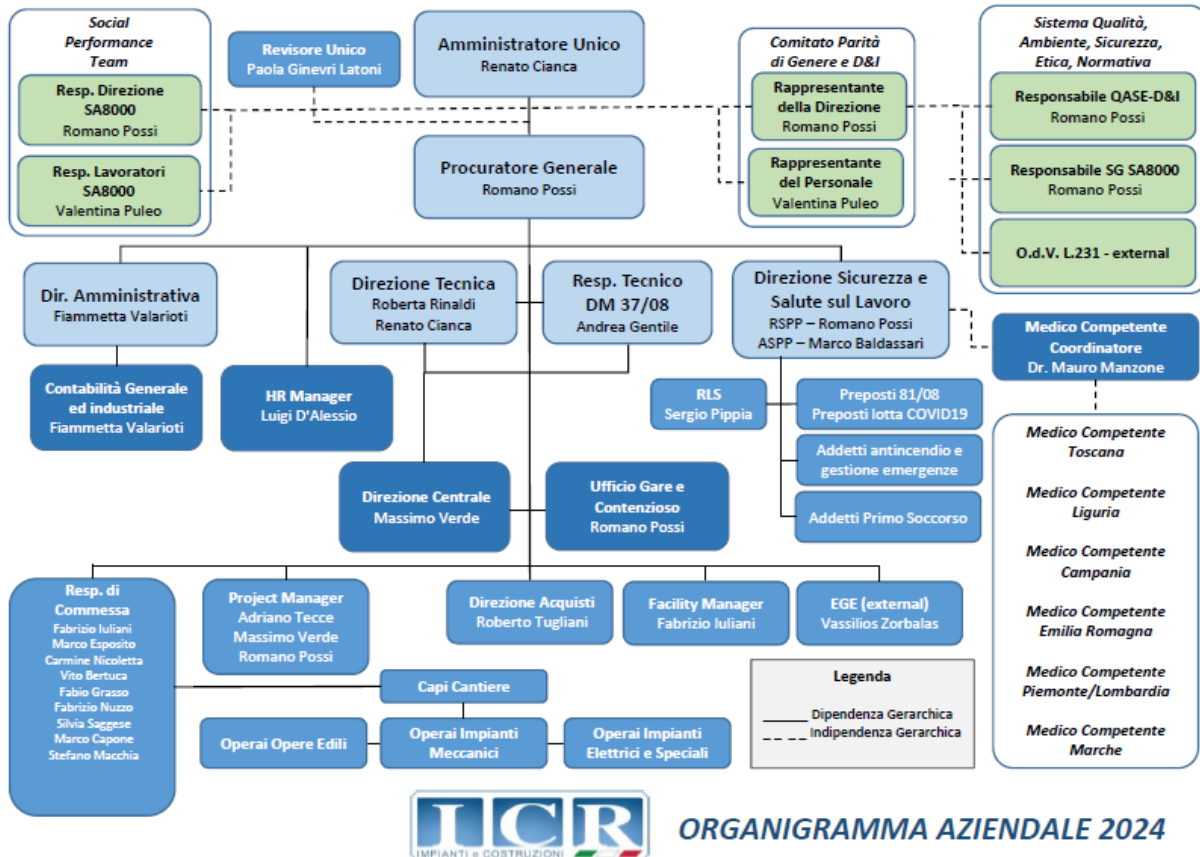 Social
Performance
Team
Resp. Direzione
SA8000
Romano Possi
Resp. Lavoratori
SA8000
Valentina Puleo
Revisore Unico
Paola Ginevri Latoni
Amministratore Unico
Renato Cianca
Procuratore Generale
Romano Possi
Comitato Parità
di Genere e D&I
Rappresentante
della Direzione
Romano Possi
Rappresentante
del Personale
Valentina Puleo
Sistema Qualità,
Ambiente, Sicurezza,
Etica, Normativa
Responsabile QASE-D&I
Romano Possi
Responsabile SG SA8000
Romano Possi
O.d.V. L.231 - external
Dir. Amministrativa
Fiammetta Valarioti
Direzione Tecnica
Roberta Rinaldi
Renato Cianca
Resp. Tecnico
DM 37/08
Andrea Gentile
Direzione Sicurezza e
Salute sul Lavoro
RSPP – Romano Possi
ASPP – Marco Baldassari
Medico Competente
Coordinatore
Dr. Mauro Manzone
Contabilità Generale
ed industriale
Fiammetta Valarioti
HR Manager
Luigi D'Alessio
RLS
Sergio Pippia
Preposti 81/08
Preposti lotta COVID19
Addetti antincendio e
gestione emergenze
Addetti Primo Soccorso
Medico Competente
Toscana
Medico Competente
Liguria
Medico Competente
Campania
Medico Competente
Emilia Romagna
Medico Competente
Piemonte/Lombardia
Medico Competente
Marche
Direzione Centrale
Massimo Verde
Ufficio Gare e
Contenzioso
Romano Possi
Resp. di
Commessa
Fabrizio Iuliani
Marco Esposito
Carmine Nicoletta
Vito Bertuca
Fabio Grasso
Fabrizio Nuzzo
Silvia Saggese
Marco Capone
Stefano Macchia
Project Manager
Adriano Tecce
Massimo Verde
Romano Possi
Direzione Acquisti
Roberto Tugliani
Facility Manager
Fabrizio Iuliani
EGE (external)
Vassilios Zorbalas
Capi Cantiere
Operai Opere Edili
Operai Impianti
Meccanici
Operai Impianti
Elettrici e Speciali
Legenda
Dipendenza Gerarchica
Indipendenza Gerarchica
ICR
IMPIANTI e COSTRUZIONI
ORGANIGRAMMA AZIENDALE 2024